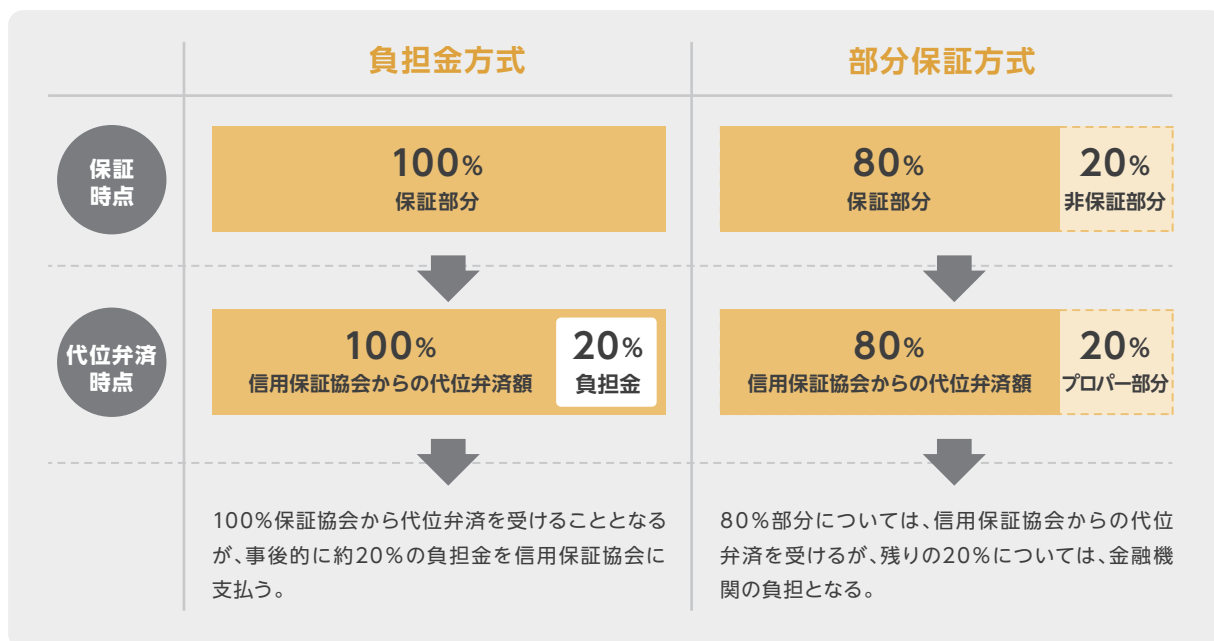 負担金方式
部分保証方式
保証
時点
100%
保証部分
80%
保証部分
20%
非保証部分
代位弁済
時点
100%
信用保証協会からの代位弁済額
20%
負担金
80%
信用保証協会からの代位弁済額
20%
プロパー部分
100%保証協会から代位弁済を受けることとなる
が、事後的に約20%の負担金を信用保証協会に
支払う。
80%部分については、信用保証協会からの代位
弁済を受けるが、残りの20%については、金融機
関の負担となる。